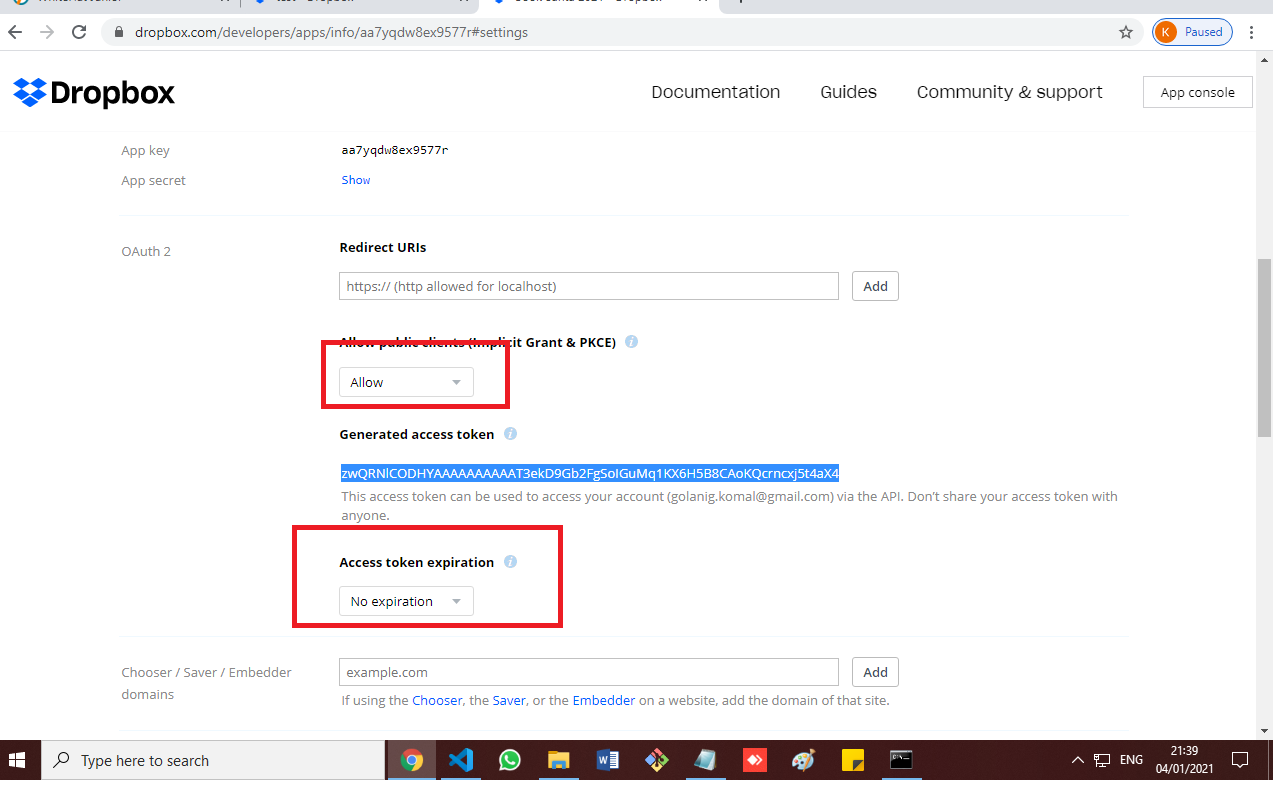 dropbox.com/developers/apps/info/aa7yqdw8ex9577r#settings
K Paused
Dropbox
Documentation Guides Community & support App console
App key aa7yqdw8ex9577r
App secret Show
OAuth 2 Redirect URIs
https:// (http allowed for localhost) Add
Allow public clients (Implicit Grant & PKCE)
Allow
Generated access token
zwQRNlCODHYAAAAAAAAAAT3ekD9Gb2FgSoIGuMq1KX6H5B8CAoKQcrncxj5t4aX4
This access token can be used to access your account (golanig.komal@gmail.com) via the API. Don't share your access token with
anyone.
Access token expiration
No expiration
Chooser / Saver / Embedder
domains
example.com Add
If using the Chooser, the Saver, or the Embedder on a website, add the domain of that site.
Type here to search
ENG
21:39
04/01/2021